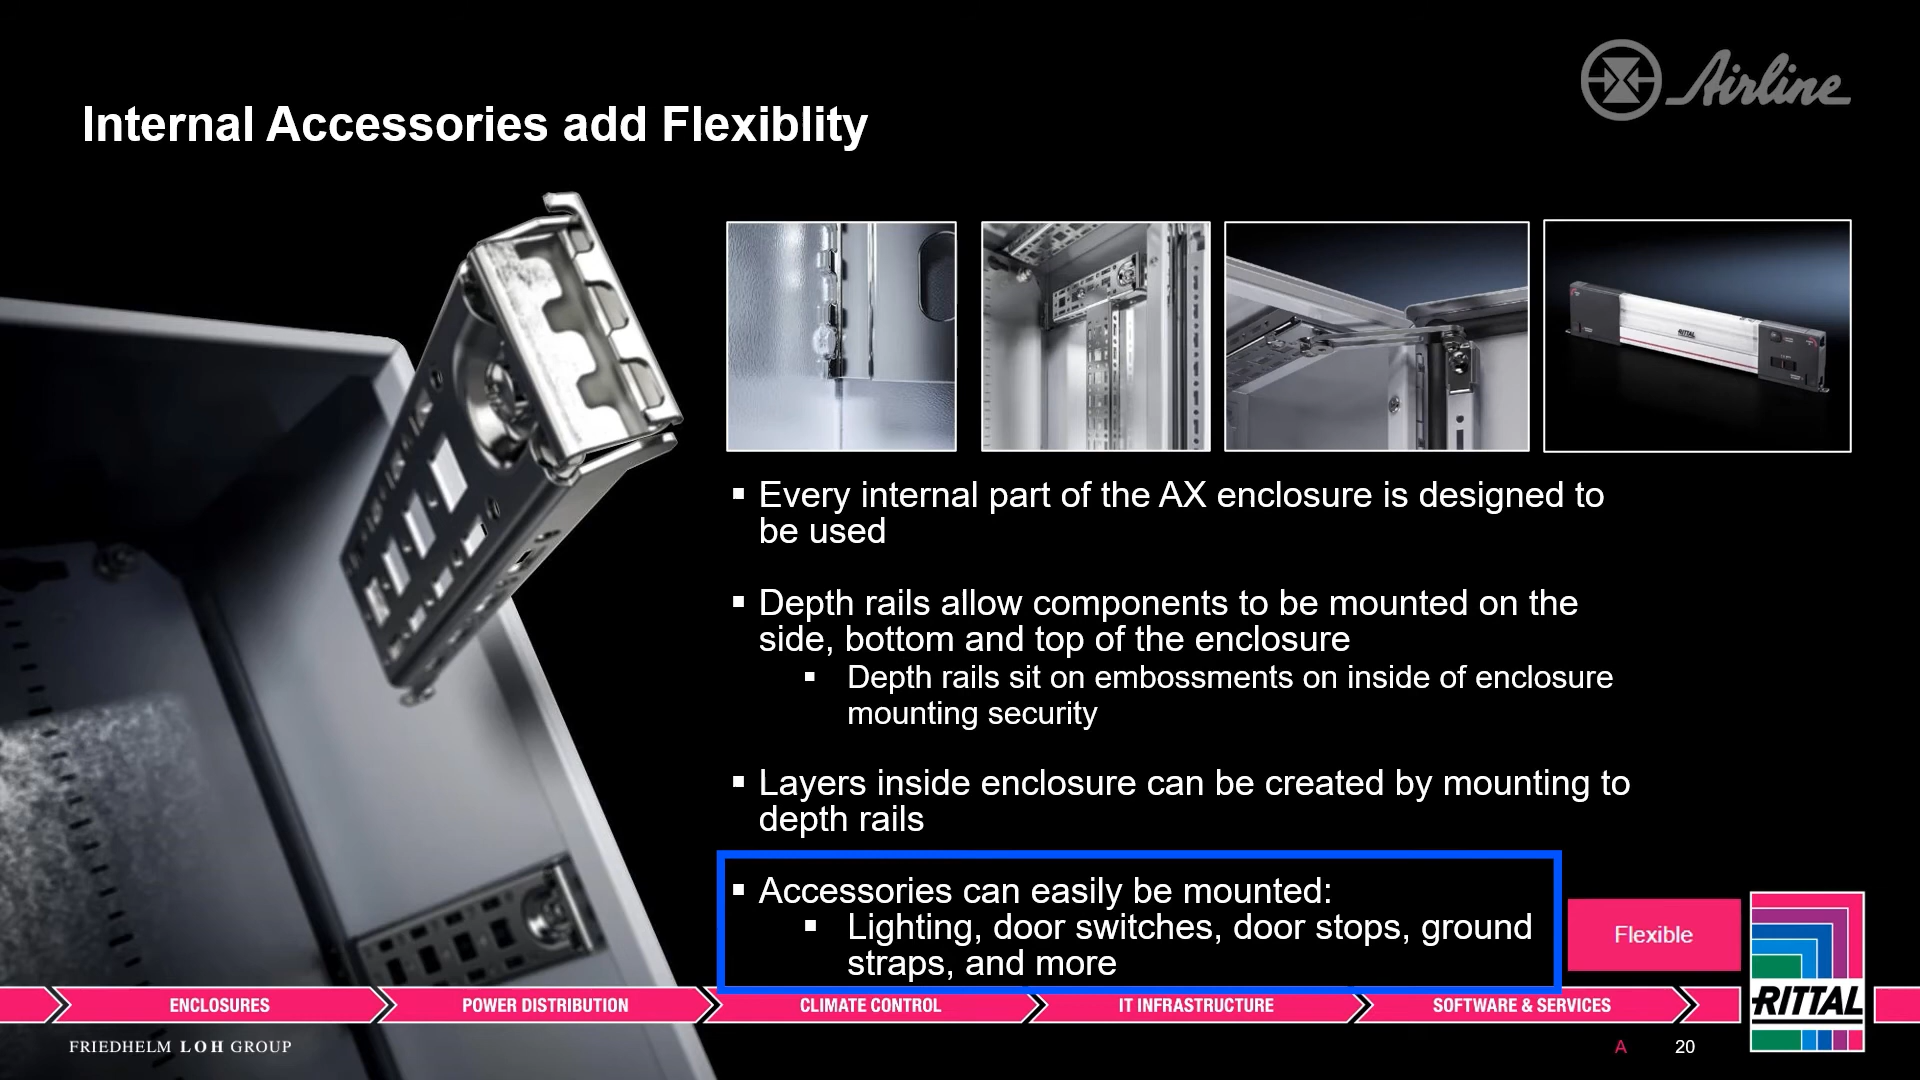 Airline
Internal Accessories add Flexiblity
RITTAL
▪ Every internal part of the AX enclosure is designed to
be used
▪ Depth rails allow components to be mounted on the
side, bottom and top of the enclosure
▪ Depth rails sit on embossments on inside of enclosure
mounting security
▪ Layers inside enclosure can be created by mounting to
depth rails
▪ Accessories can easily be mounted:
▪ Lighting, door switches, door stops, ground
straps, and more
Flexible
ENCLOSURES
POWER DISTRIBUTION
CLIMATE CONTROL
IT INFRASTRUCTURE
SOFTWARE & SERVICES
RITTAL
FRIEDHELM LOH GROUP
A
20